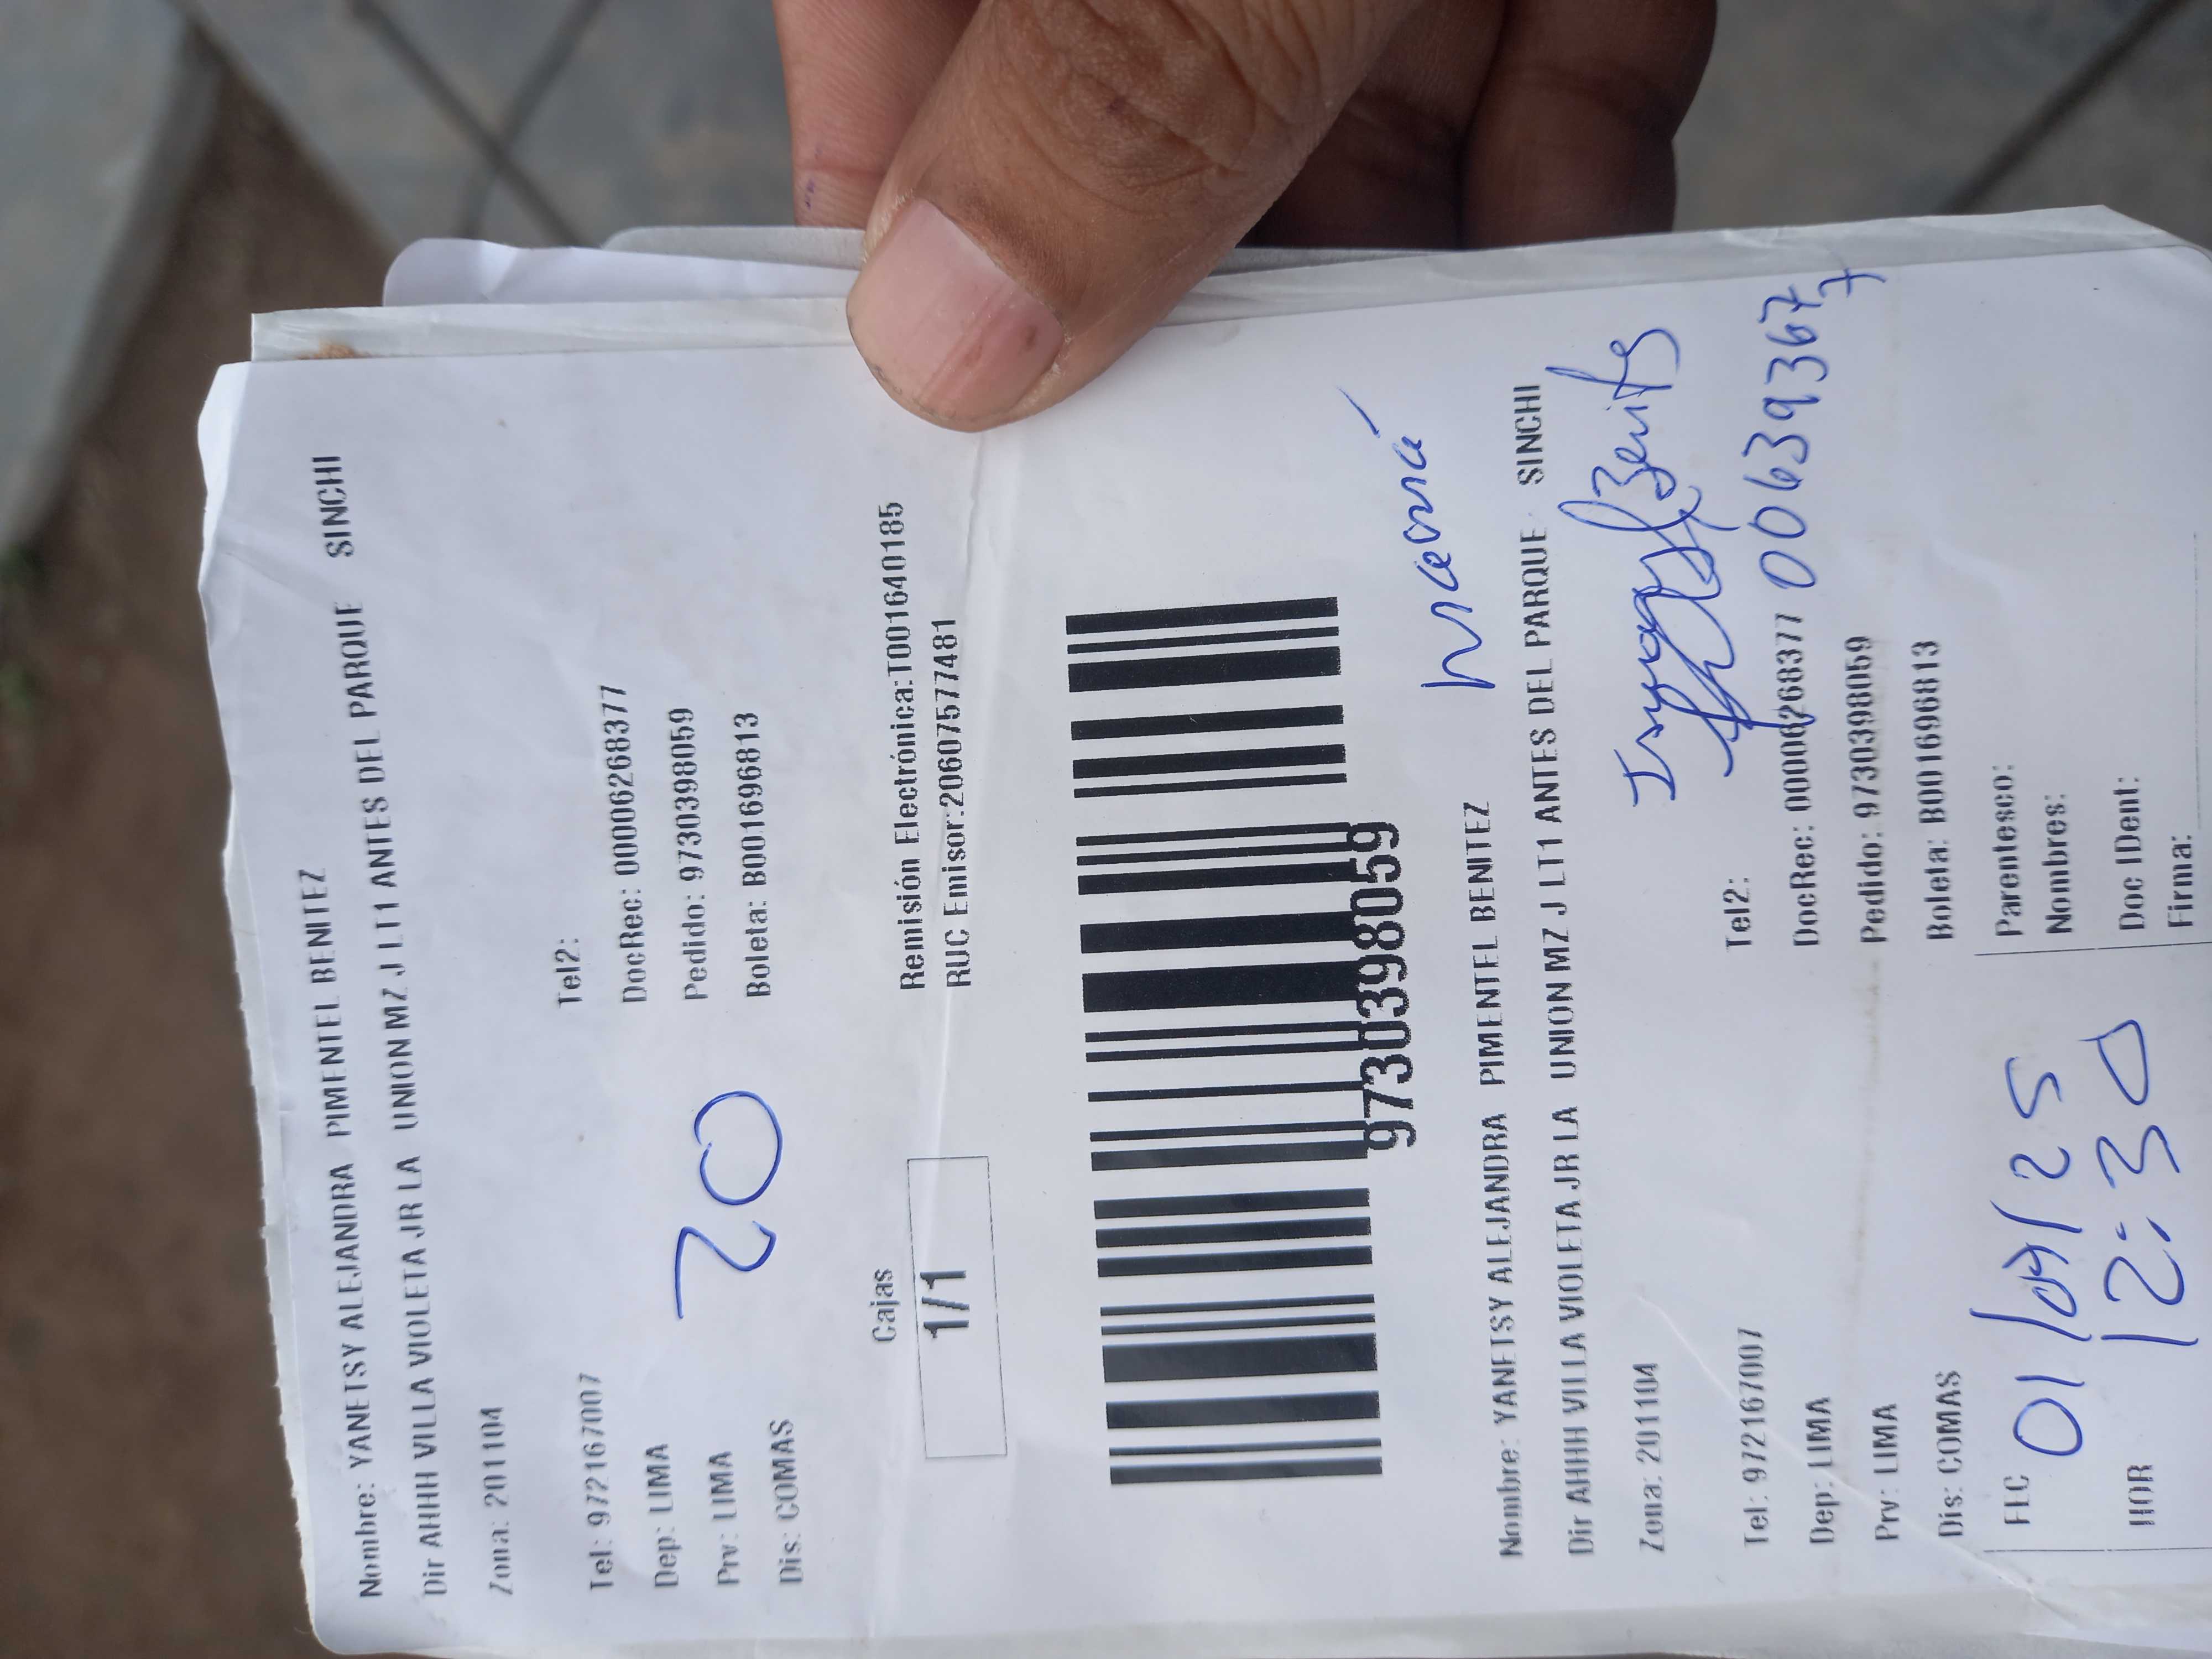 Nombre: YANETSY ALEJANDRA PIMENTEL BENITEZ
Dir AHHH VILLA VIOLETA JR LA UNION MZ J LT1 ANTES DEL PARQUE SINCHI
Zona: 201104
Tel: 972167007 Tel2:
Dep: LIMA DocRec: 00006268377
Prv: LIMA Pedido: 9730398059
Dis: COMAS Boleta: B001696813
20
Cajas
1/1
Remisión Electrónica:T001640185
RUC Emisor:20607577481
9730398059
Nombre: YANETSY ALEJANDRA PIMENTEL BENITEZ
Dir AHHH VILLA VIOLETA JR LA UNION MZ J LT1 ANTES DEL PARQUE SINCHI
Zona: 201104
Tel: 972167007 Tel2:
Dep: LIMA DocRec: 00006268377
Prv: LIMA Pedido: 9730398059
Dis: COMAS Boleta: B001696813
FEC Parentesco:
Nombres:
12:30
HOR Doc IDent:
Firma: